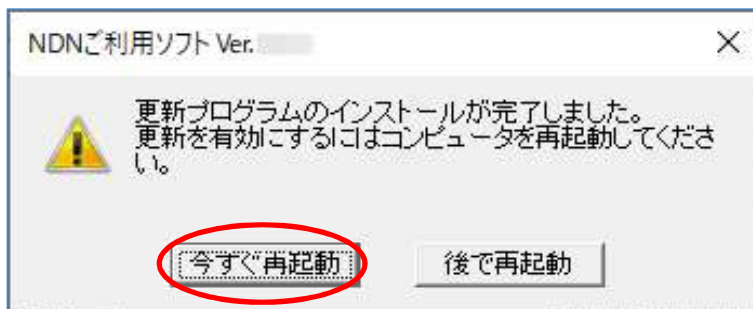 NDNご利用ソフト Ver.
更新プログラムのインストールが完了しました。
更新を有効にするにはコンピュータを再起動してくださ
い。
今すぐ再起動
後で再起動